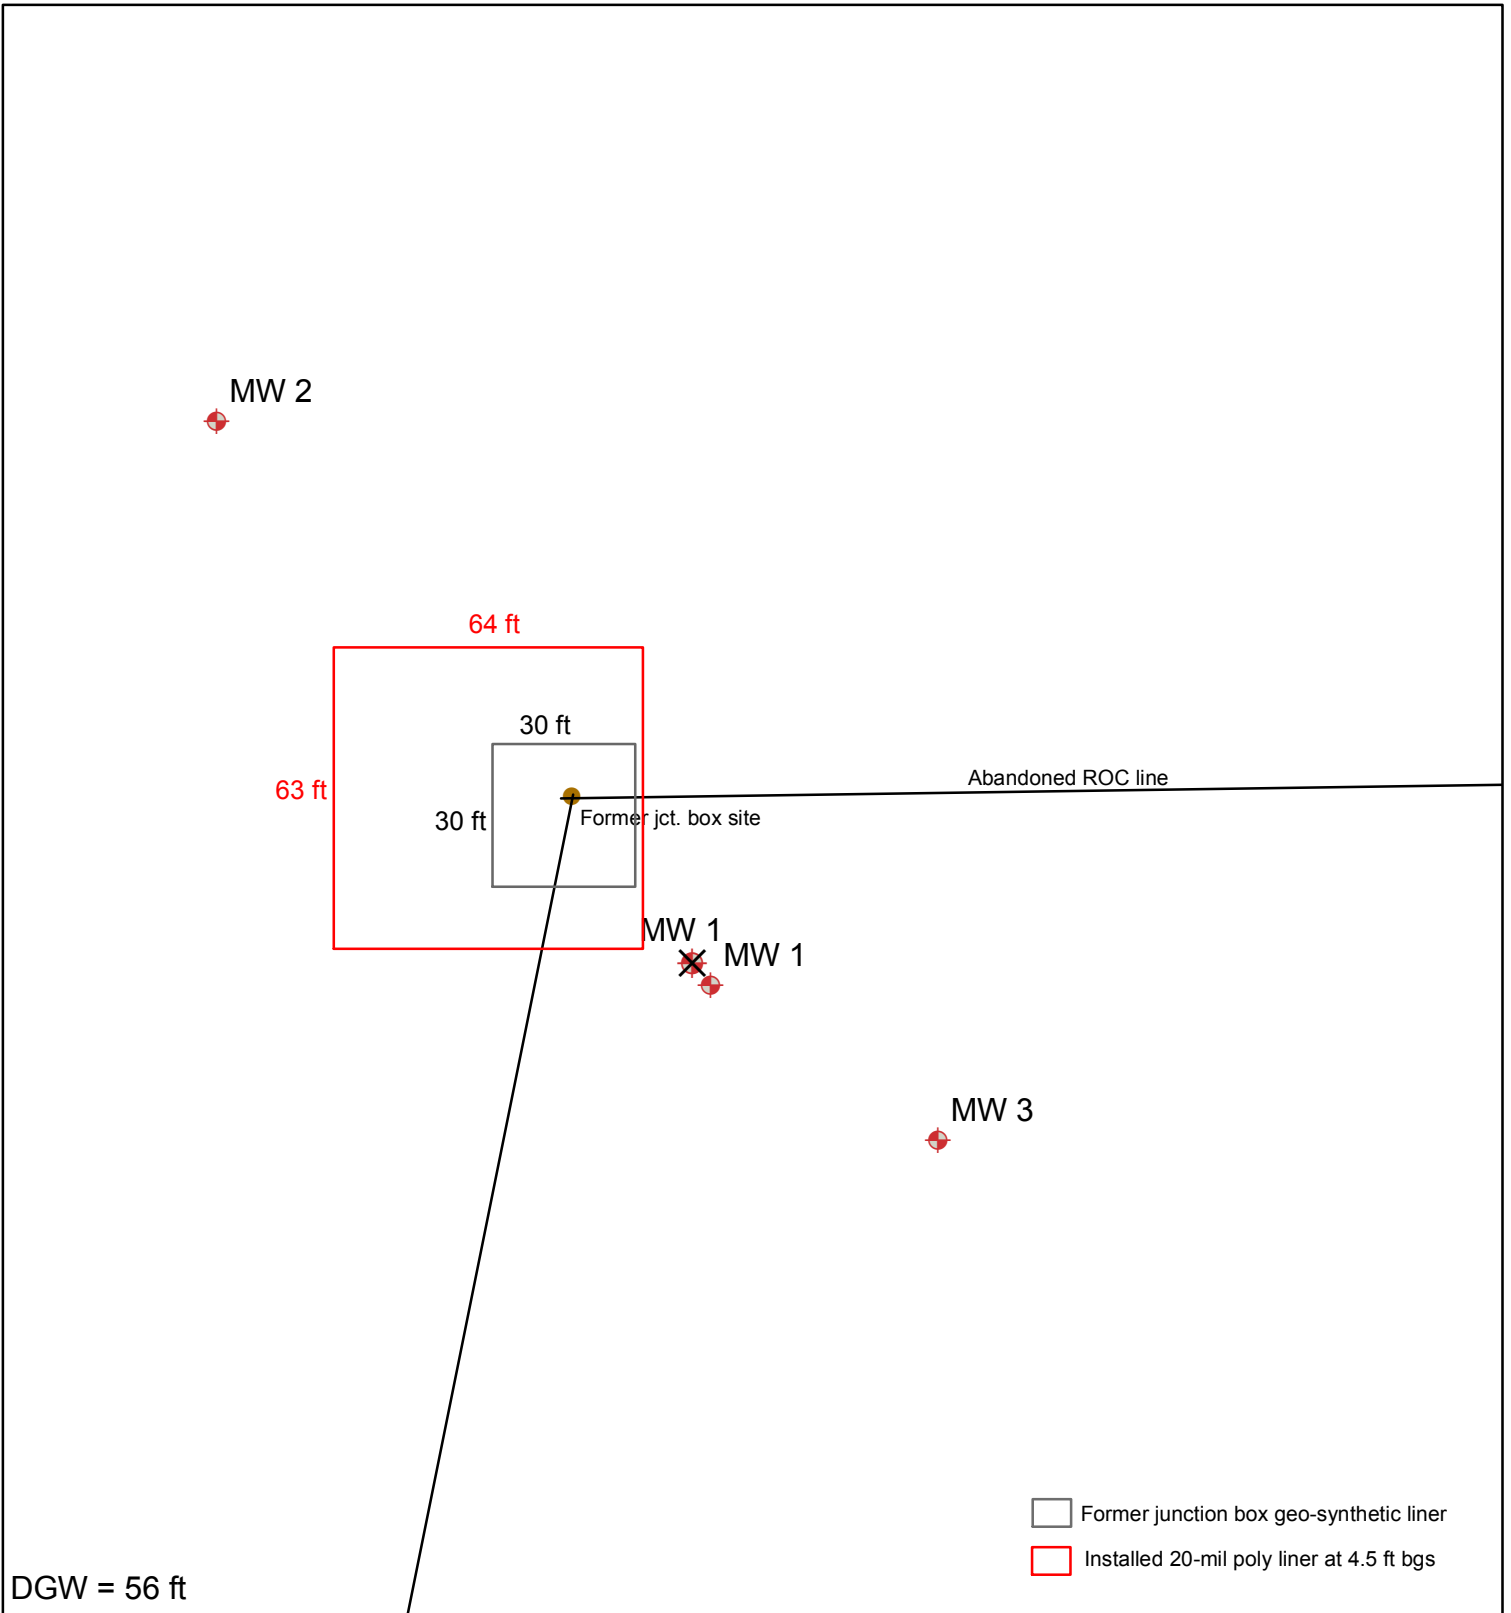 MW 2
64 ft
30 ft
Abandoned ROC line
63 ft
30 ft
Former jct. box site
MW 1
MW 1
MW 3
Former junction box geo-synthetic liner
Installed 20-mil poly liner at 4.5 ft bgs
DGW = 56 ft